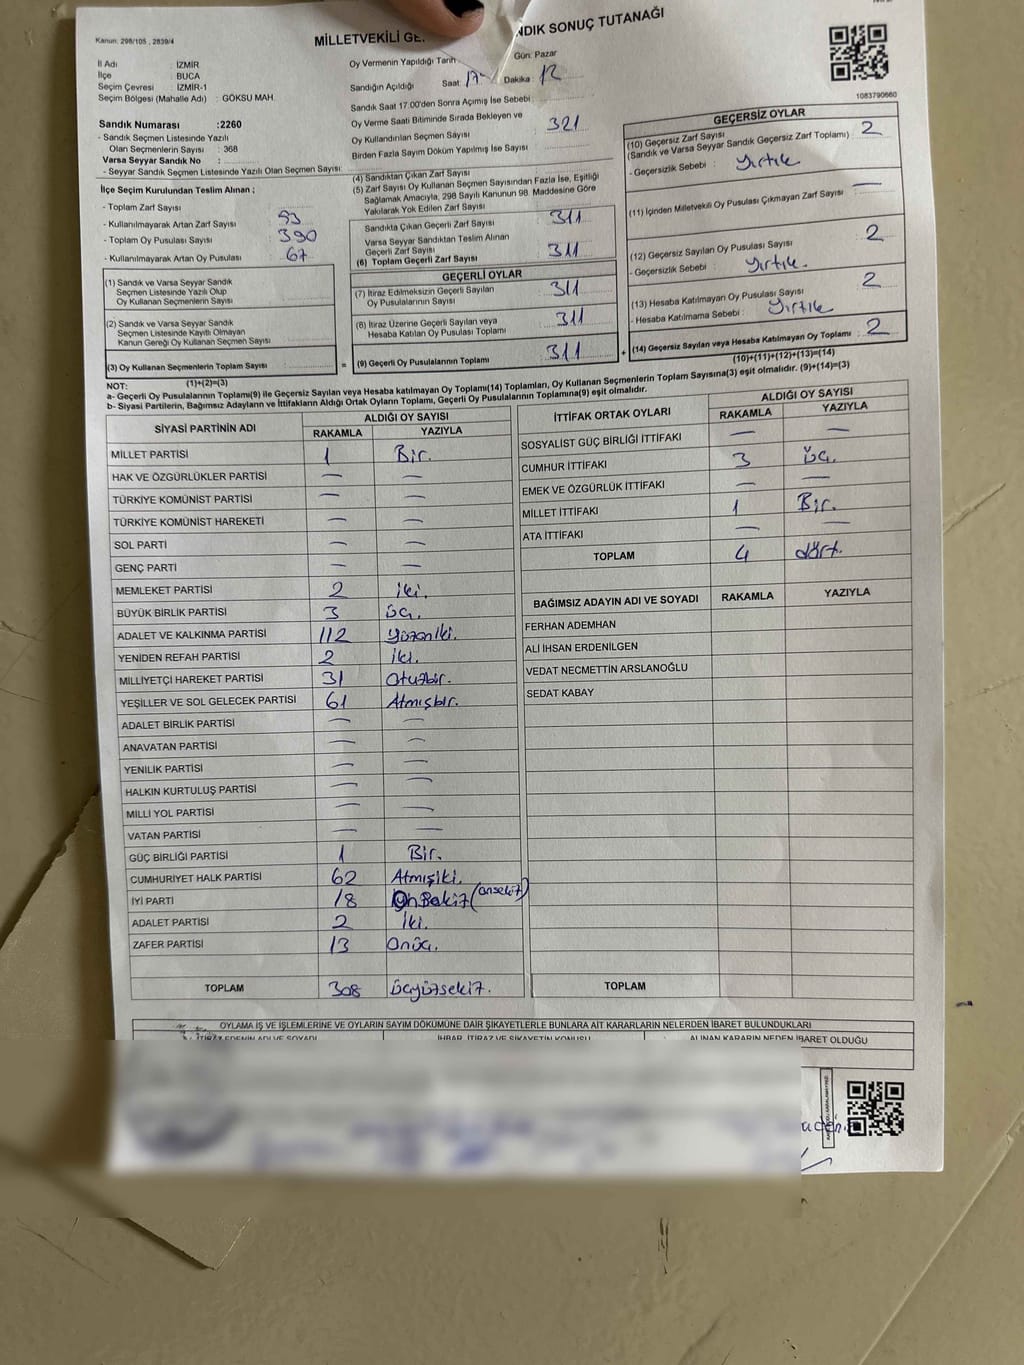 Kanun: 298/105 , 2839/4
MİLLETVEKİLİ GE
NDIK SONUÇ TUTANAĞI
İl Adı : İZMİR
İlçe : BUCA
Seçim Çevresi : İZMİR-1
Seçim Bölgesi (Mahalle Adı) : GÖKSU MAH.
Sandık Numarası :2260
- Sandık Seçmen Listesinde Yazılı
Olan Seçmenlerin Sayısı : 368
Varsa Seyyar Sandık No :
- Seyyar Sandık Seçmen Listesinde Yazılı Olan Seçmen Sayısı:
İlçe Seçim Kurulundan Teslim Alınan ;
- Toplam Zarf Sayısı
- Kullanılmayarak Artan Zarf Sayısı : 93
- Toplam Oy Pusulası Sayısı : 390
- Kullanılmayarak Artan Oy Pusulası : 67
(1) Sandık ve Varsa Seyyar Sandık
Seçmen Listesinde Yazılı Olup
Oy Kullanan Seçmenlerin Sayısı :
(2) Sandık ve Varsa Seyyar Sandık
Seçmen Listesinde Kayıtlı Olmayan
Kanun Gereği Oy Kullanan Seçmen Sayısı:
(3) Oy Kullanan Seçmenlerin Toplam Sayısı :
(1)+(2)=(3)
Oy Vermenin Yapıldığı Tarih
Gün: Pazar
Sandığın Açıldığı Saat 17 Dakika : 12
Sandık Saat 17.00'den Sonra Açılmış İse Sebebi
Oy Verme Saati Bitiminde Sırada Bekleyen ve
Oy Kullandırılan Seçmen Sayısı : 321
Birden Fazla Sayım Döküm Yapılmış İse Sayısı :
(4) Sandıktan Çıkan Zarf Sayısı
(5) Zarf Sayısı Oy Kullanan Seçmen Sayısından Fazla İse, Eşitliği
Sağlamak Amacıyla, 298 Sayılı Kanunun 98. Maddesine Göre
Yakılarak Yok Edilen Zarf Sayısı
Sandıkta Çıkan Geçerli Zarf Sayısı : 311
Varsa Seyyar Sandıktan Teslim Alınan
Geçerli Zarf Sayısı
(6) Toplam Geçerli Zarf Sayısı : 311
GEÇERLİ OYLAR
(7) İtiraz Edilmeksizin Geçerli Sayılan
Oy Pusulalarının Sayısı : 311
(8) İtiraz Üzerine Geçerli Sayılan veya
Hesaba Katılan Oy Pusulası Toplamı : 311
= (9) Geçerli Oy Pusulalarının Toplamı : 311 +
1083790660
GEÇERSİZ OYLAR
(10) Geçersiz Zarf Sayısı
(Sandık ve Varsa Seyyar Sandık Geçersiz Zarf Toplamı) : 2
- Geçersizlik Sebebi : Yırtık
(11) İçinden Milletvekili Oy Pusulası Çıkmayan Zarf Sayısı : —
(12) Geçersiz Sayılan Oy Pusulası Sayısı : 2
- Geçersizlik Sebebi : Yırtık.
(13) Hesaba Katılmayan Oy Pusulası Sayısı : 2
- Hesaba Katılmama Sebebi : Yırtık
(14) Geçersiz Sayılan veya Hesaba Katılmayan Oy Toplamı : 2
(10)+(11)+(12)+(13)=(14)
NOT:
a- Geçerli Oy Pusulalarının Toplamı(9) ile Geçersiz Sayılan veya Hesaba katılmayan Oy Toplamı(14) Toplamları, Oy Kullanan Seçmenlerin Toplam Sayısına(3) eşit olmalıdır. (9)+(14)=(3)
b- Siyasi Partilerin, Bağımsız Adayların ve İttifakların Aldığı Ortak Oyların Toplamı, Geçerli Oy Pusulalarının Toplamına(9) eşit olmalıdır.
SİYASİ PARTİNİN ADI ALDIĞI OY SAYISI
RAKAMLA YAZIYLA
MİLLET PARTİSİ 1 Bir.
HAK VE ÖZGÜRLÜKLER PARTİSİ — —
TÜRKİYE KOMÜNİST PARTİSİ — —
TÜRKİYE KOMÜNİST HAREKETİ — —
SOL PARTİ — —
GENÇ PARTİ — —
MEMLEKET PARTİSİ 2 iki.
BÜYÜK BİRLİK PARTİSİ 3 üç.
ADALET VE KALKINMA PARTİSİ 112 Yüzoniki.
YENİDEN REFAH PARTİSİ 2 iki.
MİLLİYETÇİ HAREKET PARTİSİ 31 Otuzbir.
YEŞİLLER VE SOL GELECEK PARTİSİ 61 Atmışbir.
ADALET BİRLİK PARTİSİ — —
ANAVATAN PARTİSİ — —
YENİLİK PARTİSİ — —
HALKIN KURTULUŞ PARTİSİ — —
MİLLİ YOL PARTİSİ — —
VATAN PARTİSİ — —
GÜÇ BİRLİĞİ PARTİSİ 1 Bir.
CUMHURİYET HALK PARTİSİ 62 Atmışiki.
İYİ PARTİ 18 Onsekiz (onsekiz)
ADALET PARTİSİ 2 iki.
ZAFER PARTİSİ 13 Onüç.
TOPLAM 308 üçyüzsekiz.
İTTİFAK ORTAK OYLARI ALDIĞI OY SAYISI
RAKAMLA YAZIYLA
SOSYALİST GÜÇ BİRLİĞİ İTTİFAKI — —
CUMHUR İTTİFAKI 3 üç.
EMEK VE ÖZGÜRLÜK İTTİFAKI — —
MİLLET İTTİFAKI 1 Bir.
ATA İTTİFAKI — —
TOPLAM 4 dört.
BAĞIMSIZ ADAYIN ADI VE SOYADI RAKAMLA YAZIYLA
FERHAN ADEMHAN
ALİ İHSAN ERDENİLGEN
VEDAT NECMETTİN ARSLANOĞLU
SEDAT KABAY
TOPLAM
OYLAMA İŞ VE İŞLEMLERİNE VE OYLARIN SAYIM DÖKÜMÜNE DAİR ŞİKAYETLERLE BUNLARA AİT KARARLARIN NELERDEN İBARET BULUNDUKLARI
İTİRAZ EDENİN ADI VE SOYADI İHBAR, İTİRAZ VE ŞİKAYETİN KONUSU ALINAN KARARIN NEDEN İBARET OLDUĞU